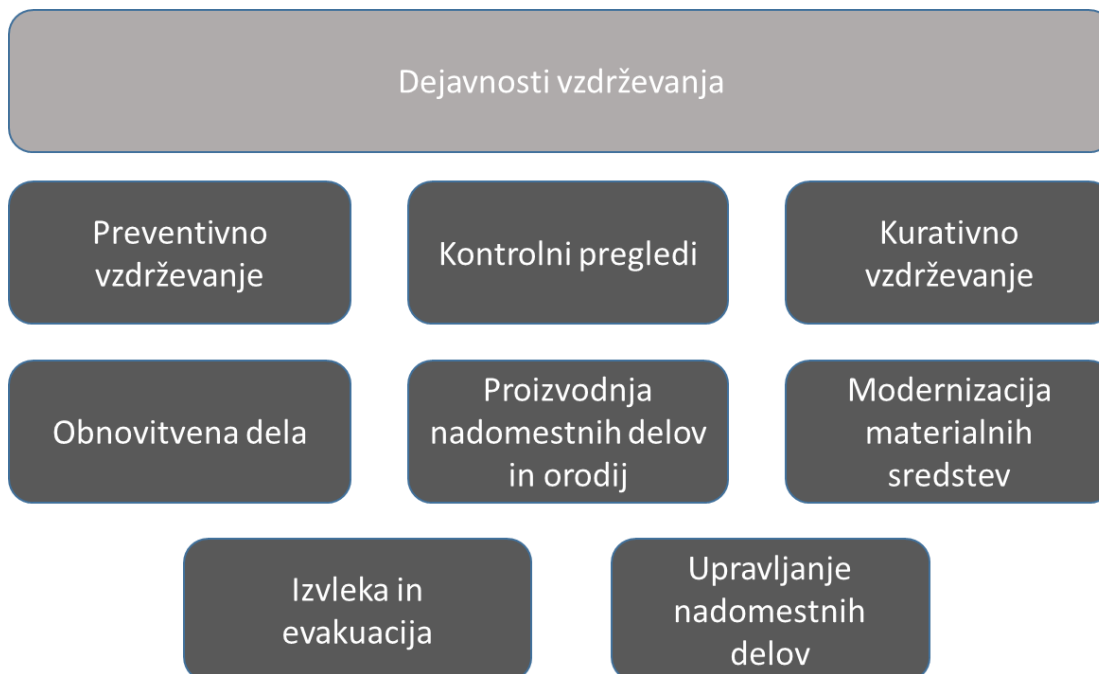 Dejavnosti vzdrževanja
Preventivno
vzdrževanje
Kontrolni pregledi
Kurativno
vzdrževanje
Obnovitvena dela
Proizvodnja
nadomestnih delov
in orodij
Modernizacija
materialnih
sredstev
Izvleka in
evakuacija
Upravljanje
nadomestnih
delov